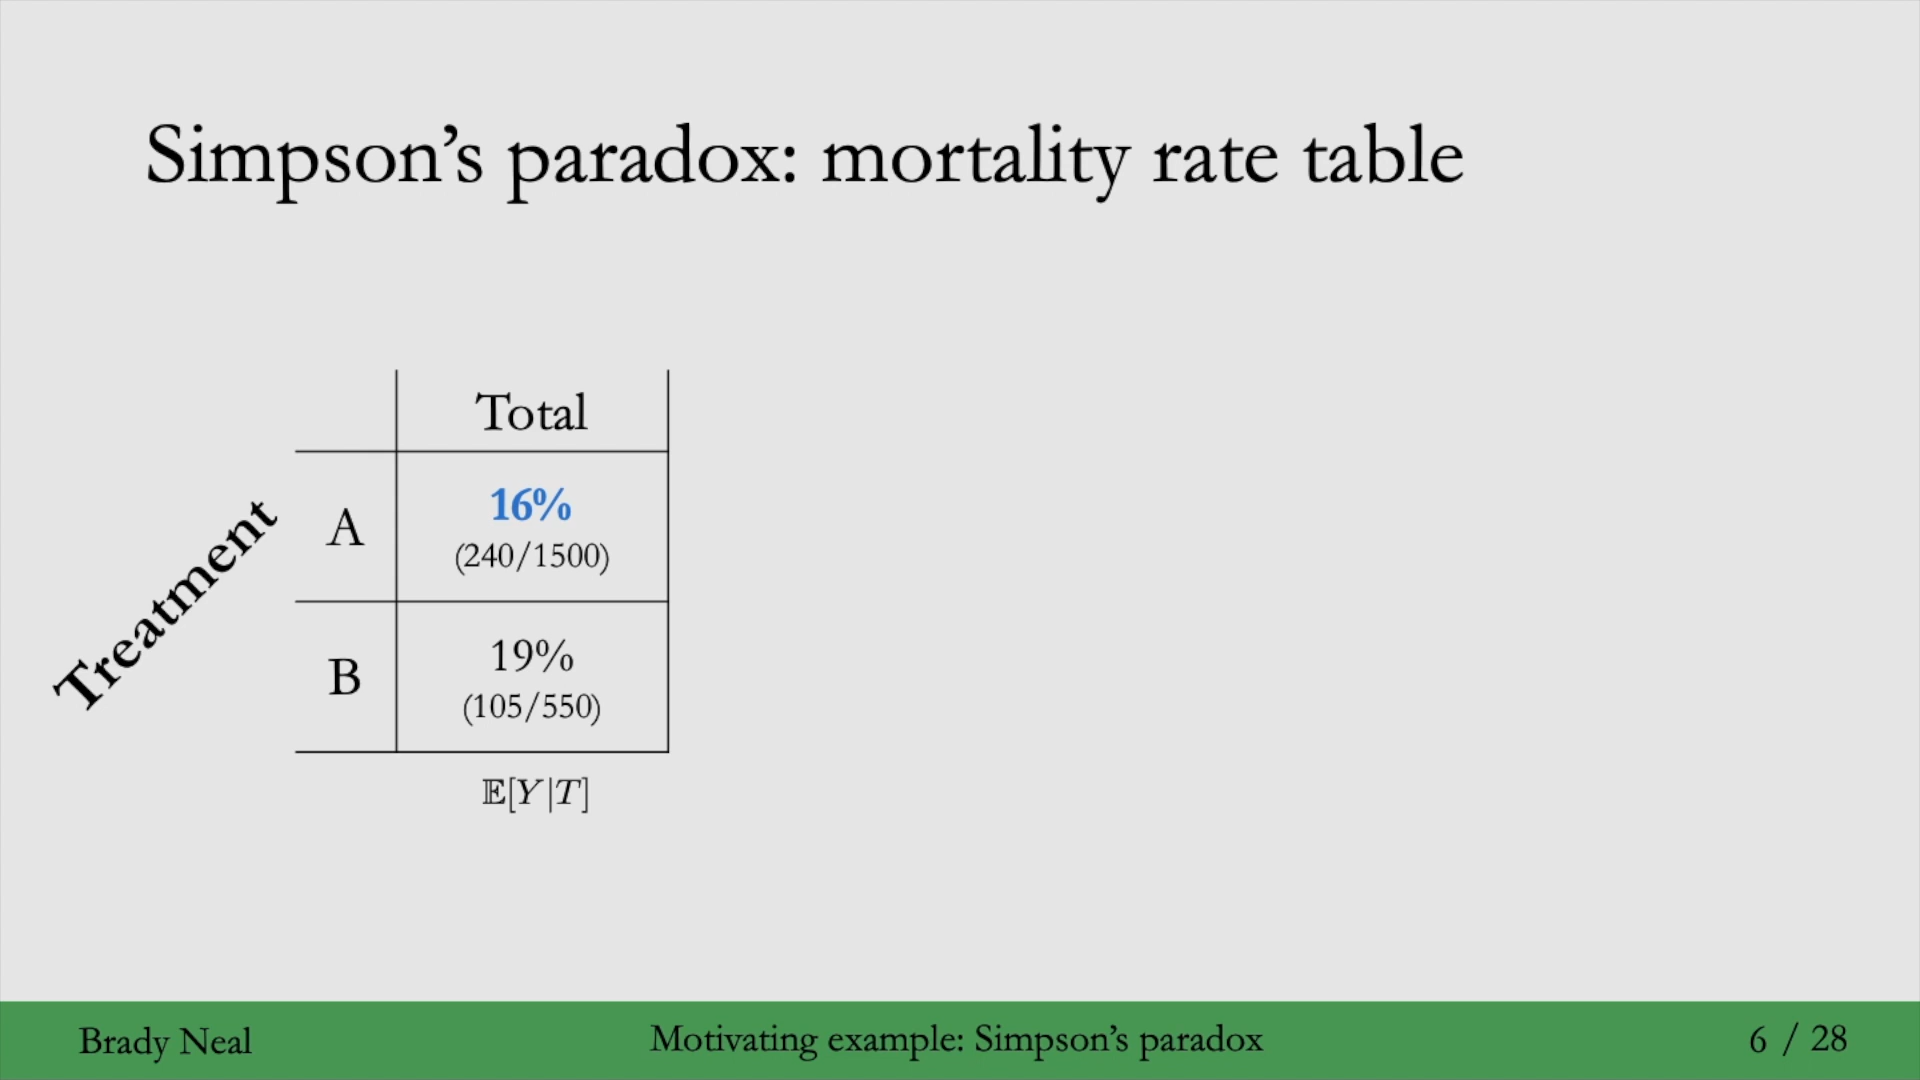 Simpson’s paradox: mortality rate table
Total
Treatment
A
16%
(240/1500)
B
19%
(105/550)
𝔼[Y|T]
Brady Neal
Motivating example: Simpson’s paradox
6 / 28